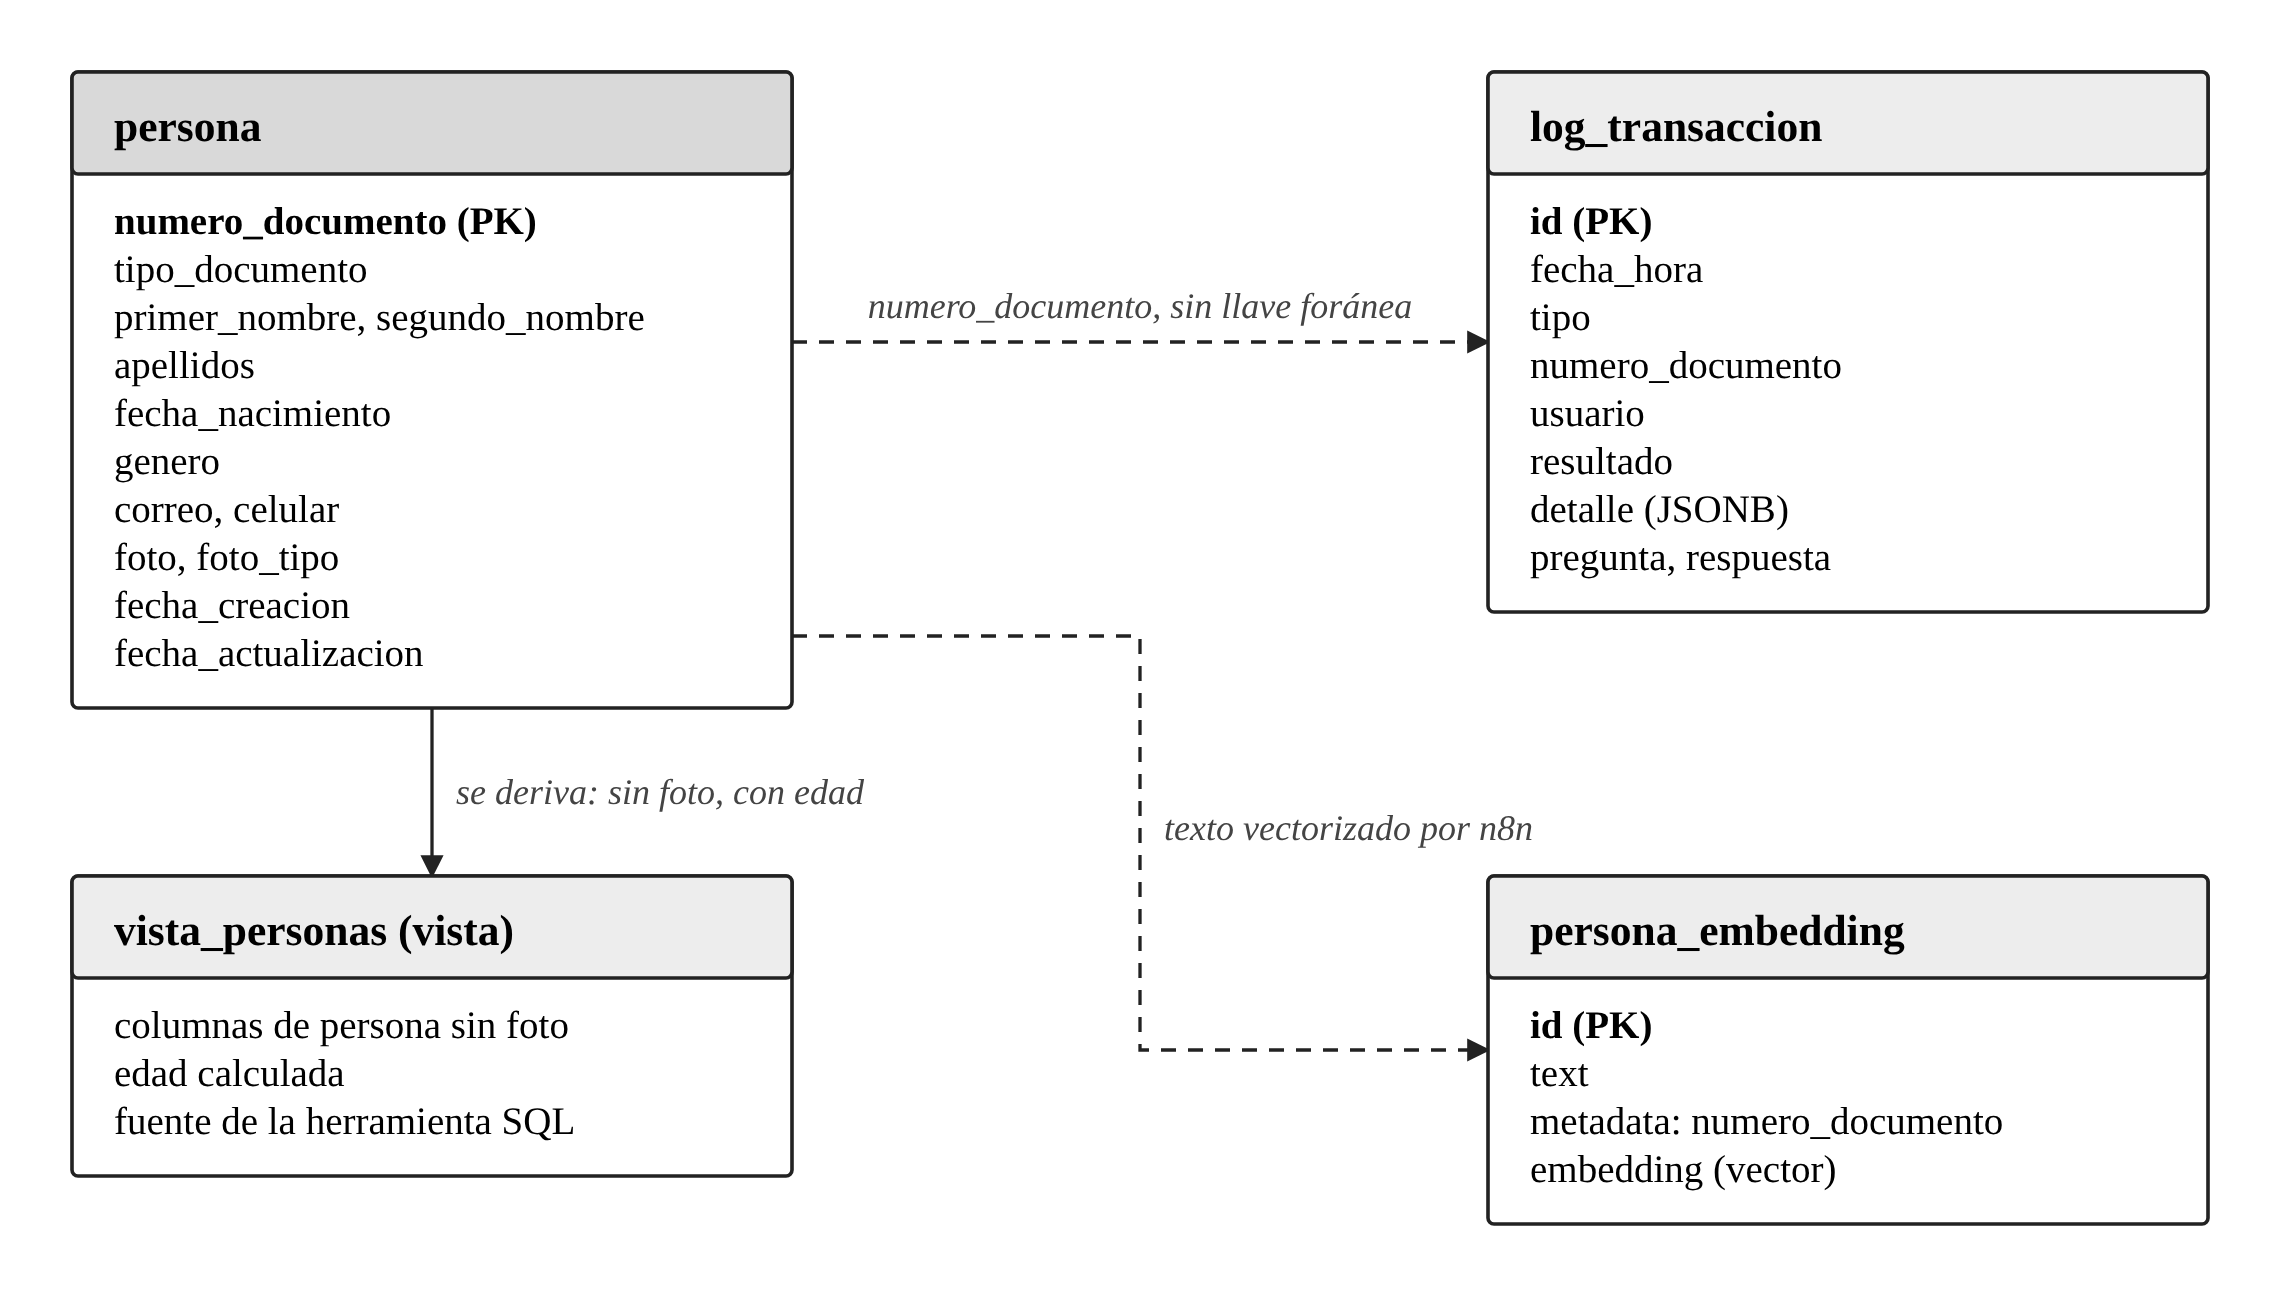 persona
numero_documento (PK)
tipo_documento
primer_nombre, segundo_nombre
apellidos
fecha_nacimiento
genero
correo, celular
foto, foto_tipo
fecha_creacion
fecha_actualizacion
numero_documento, sin llave foránea
log_transaccion
id (PK)
fecha_hora
tipo
numero_documento
usuario
resultado
detalle (JSONB)
pregunta, respuesta
se deriva: sin foto, con edad
texto vectorizado por n8n
vista_personas (vista)
columnas de persona sin foto
edad calculada
fuente de la herramienta SQL
persona_embedding
id (PK)
text
metadata: numero_documento
embedding (vector)